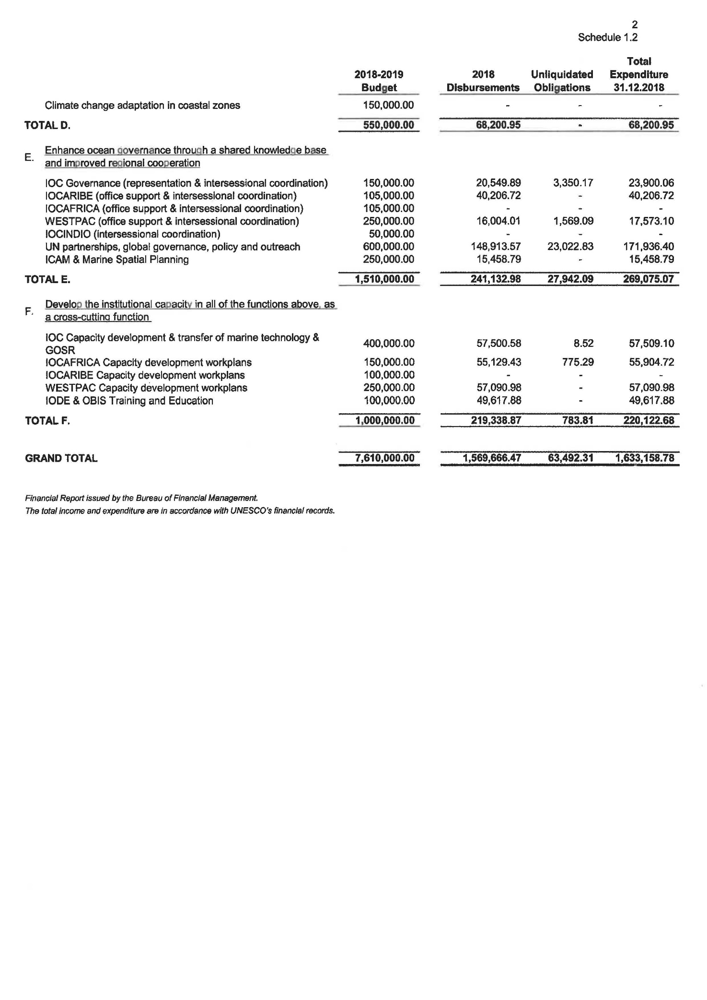 2
Schedule 1.2
Total
2018-2019 2018 Unliquidated Expenditure
Budget Disbursements Obligations 31.12.2018
Climate change adaptation in coastal zones 150,000.00 - - -
TOTAL D. 550,000.00 68,200.95 - 68,200.95
Enhance ocean governance through a shared knowledge base
E.
and improved regional cooperation
IOC Governance (representation & intersessional coordination) 150,000.00 20,549.89 3,350.17 23,900.06
IOCARIBE (office support & intersessional coordination) 105,000.00 40,206.72 - 40,206.72
IOCAFRICA (office support & intersessional coordination) 105,000.00 - - -
WESTPAC (office support & intersessional coordination) 250,000.00 16,004.01 1,569.09 17,573.10
IOCINDIO (intersessional coordination) 50,000.00 - - -
UN partnerships, global governance, policy and outreach 600,000.00 148,913.57 23,022.83 171,936.40
ICAM & Marine Spatial Planning 250,000.00 15,458.79 - 15,458.79
TOTAL E. 1,510,000.00 241,132.98 27,942.09 269,075.07
Develop the institutional capacity in all of the functions above, as
F.
a cross-cutting function
IOC Capacity development & transfer of marine technology &
GOSR 400,000.00 57,500.58 8.52 57,509.10
IOCAFRICA Capacity development workplans 150,000.00 55,129.43 775.29 55,904.72
IOCARIBE Capacity development workplans 100,000.00 - - -
WESTPAC Capacity development workplans 250,000.00 57,090.98 - 57,090.98
IODE & OBIS Training and Education 100,000.00 49,617.88 - 49,617.88
TOTAL F. 1,000,000.00 219,338.87 783.81 220,122.68
GRAND TOTAL 7,610,000.00 1,569,666.47 63,492.31 1,633,158.78
Financial Report issued by the Bureau of Financial Management.
The total income and expenditure are in accordance with UNESCO's financial records.